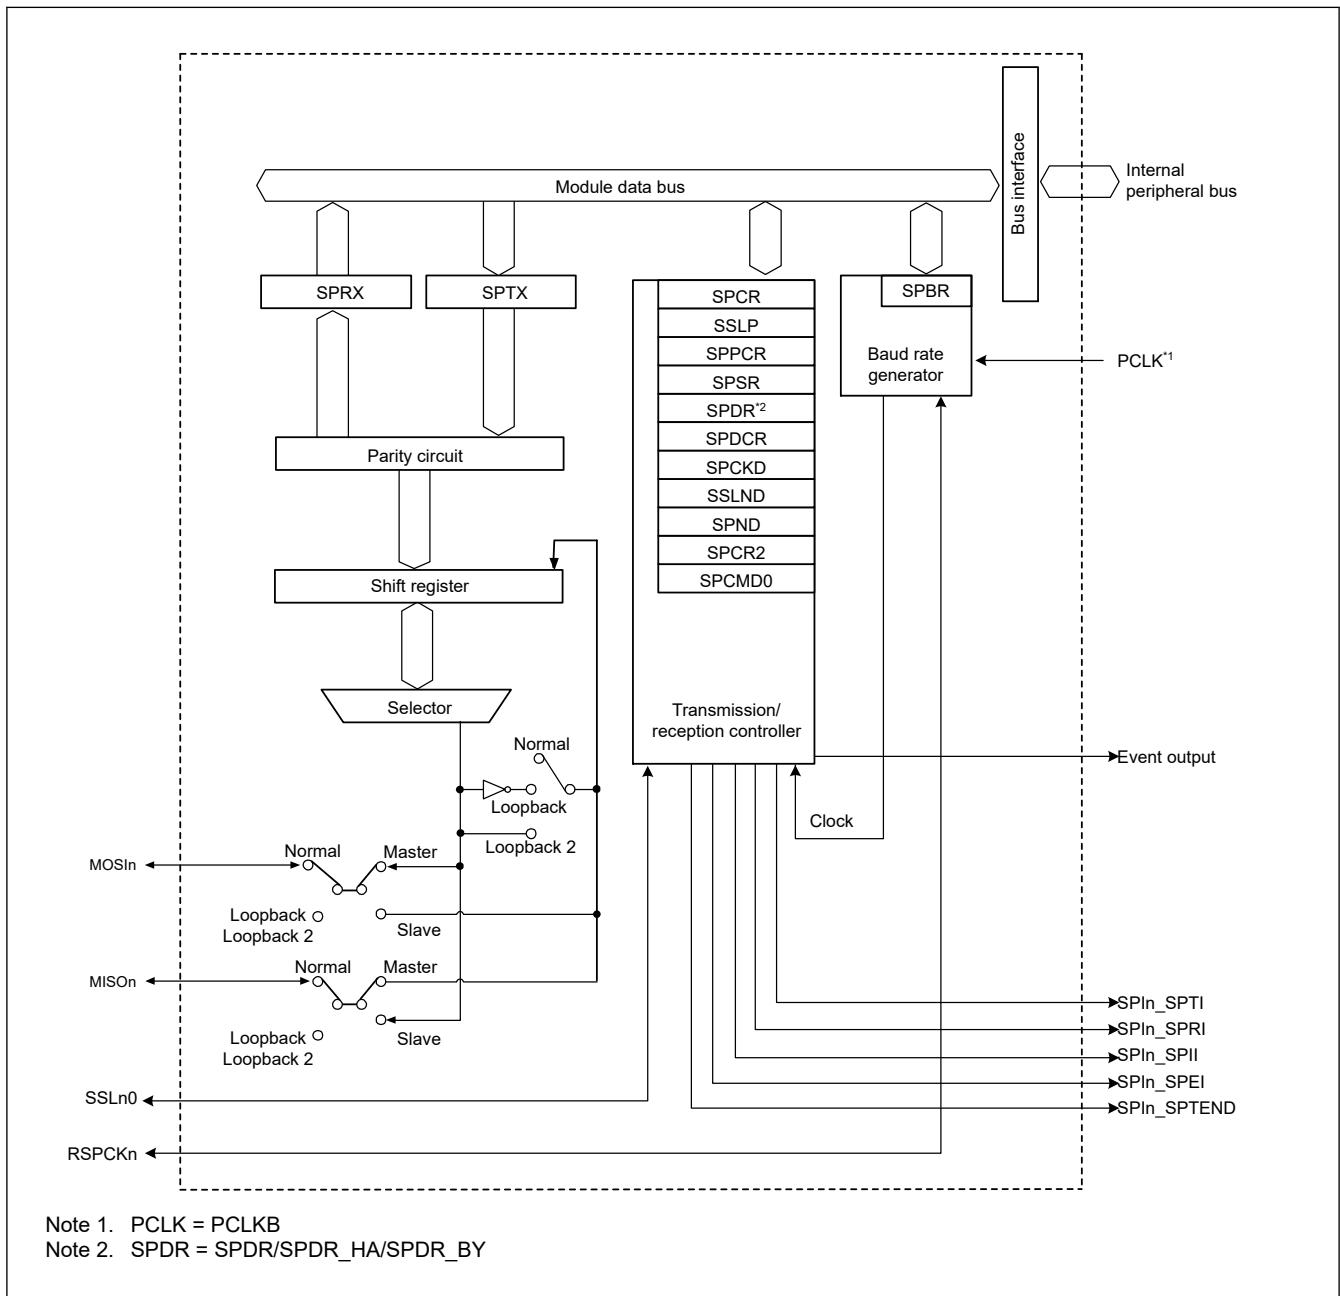 Module data bus
Bus interface
Internal
peripheral bus
SPRX
SPTX
SPCR
SSLP
SPPCR
SPSR
SPDR*2
SPDCR
SPCKD
SSLND
SPND
SPCR2
SPCMD0
SPBR
Baud rate
generator
PCLK*1
Parity circuit
Shift register
Selector
Transmission/
reception controller
Normal
Loopback
Loopback 2
Clock
Event output
MOSIn
Normal
Master
Loopback
Loopback 2
Slave
MISOn
Normal
Master
Loopback
Loopback 2
Slave
SSLn0
RSPCKn
SPIn_SPTI
SPIn_SPRI
SPIn_SPII
SPIn_SPEI
SPIn_SPTEND
Note 1. PCLK = PCLKB
Note 2. SPDR = SPDR/SPDR_HA/SPDR_BY